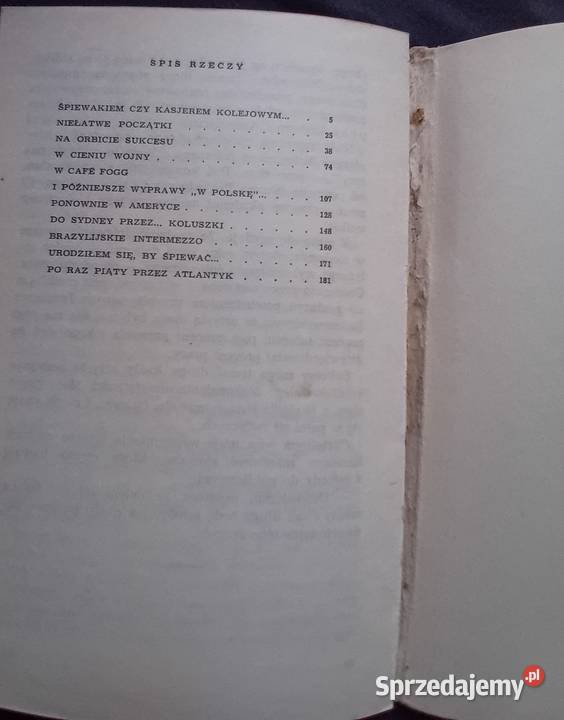 SPIS RZECZY
ŚPIEWAKIEM CZY KASJEREM KOLEJOWYM... . 5
NIEŁATWE POCZĄTKI . . . . . . . 25
NA ORBICIE SUKCESU . . . . . . . 38
W CIENIU WOJNY . . . . . . . . 74
W CAFÉ FOGG
I PÓŹNIEJSZE WYPRAWY „W POLSKĘ"... . . 107
PONOWNIE W AMERYCE . . . . . . . 128
DO SYDNEY PRZEZ... KOLUSZKI . . . . . 148
BRAZYLIJSKIE INTERMEZZO . . . . . . 160
URODZIŁEM SIĘ, BY ŚPIEWAĆ... . . . . . 171
PO RAZ PIĄTY PRZEZ ATLANTYK . . . . . 181
Sprzedajemy.pl